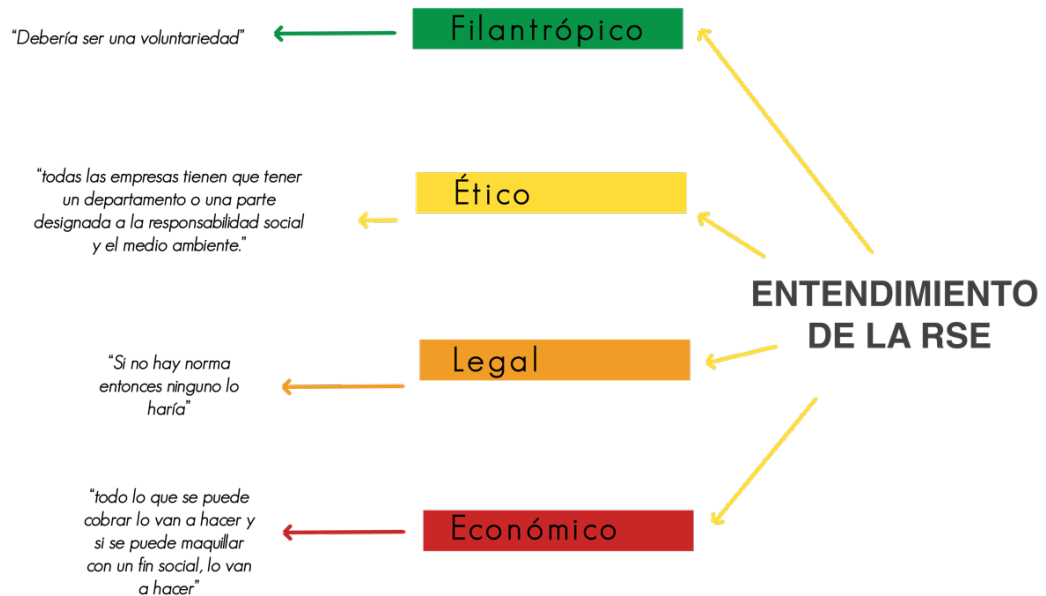 "Debería ser una voluntariedad"
Filantrópico
"todas las empresas tienen que tener
un departamento o una parte
designada a la responsabilidad social
y el medio ambiente."
Ético
ENTENDIMIENTO
DE LA RSE
"Si no hay norma
entonces ninguno lo
haría"
Legal
"todo lo que se puede
cobrar lo van a hacer y
si se puede maquillar
con un fin social, lo van
a hacer"
Económico